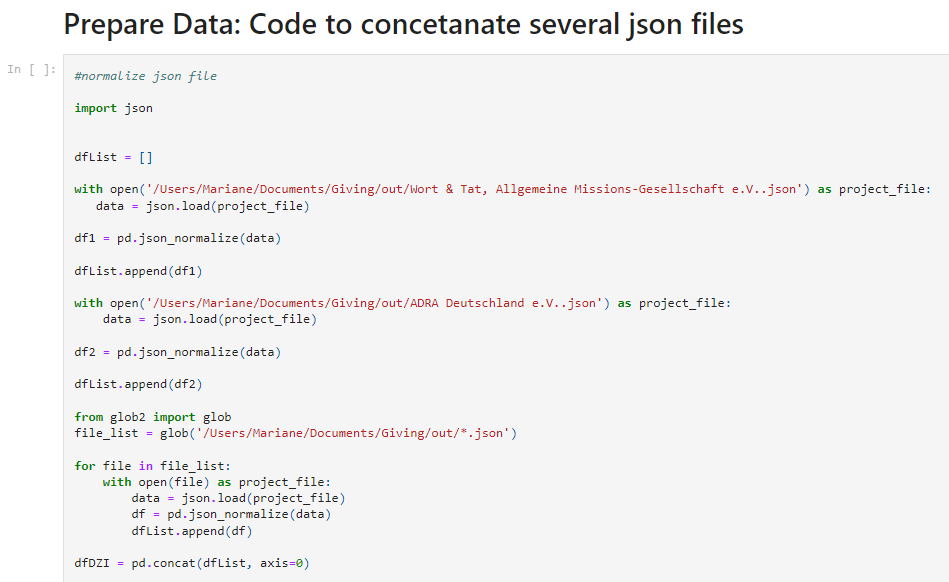 Prepare Data: Code to concetanate several json files
In [ ]:
#normalize json file
import json
dfList = []
with open('/Users/Mariane/Documents/Giving/out/Wort & Tat, Allgemeine Missions-Gesellschaft e.V..json') as project_file:
   data = json.load(project_file)
df1 = pd.json_normalize(data)
dfList.append(df1)
with open('/Users/Mariane/Documents/Giving/out/ADRA Deutschland e.V..json') as project_file:
    data = json.load(project_file)
df2 = pd.json_normalize(data)
dfList.append(df2)
from glob2 import glob
file_list = glob('/Users/Mariane/Documents/Giving/out/*.json')
for file in file_list:
    with open(file) as project_file:
        data = json.load(project_file)
        df = pd.json_normalize(data)
        dfList.append(df)
dfDZI = pd.concat(dfList, axis=0)